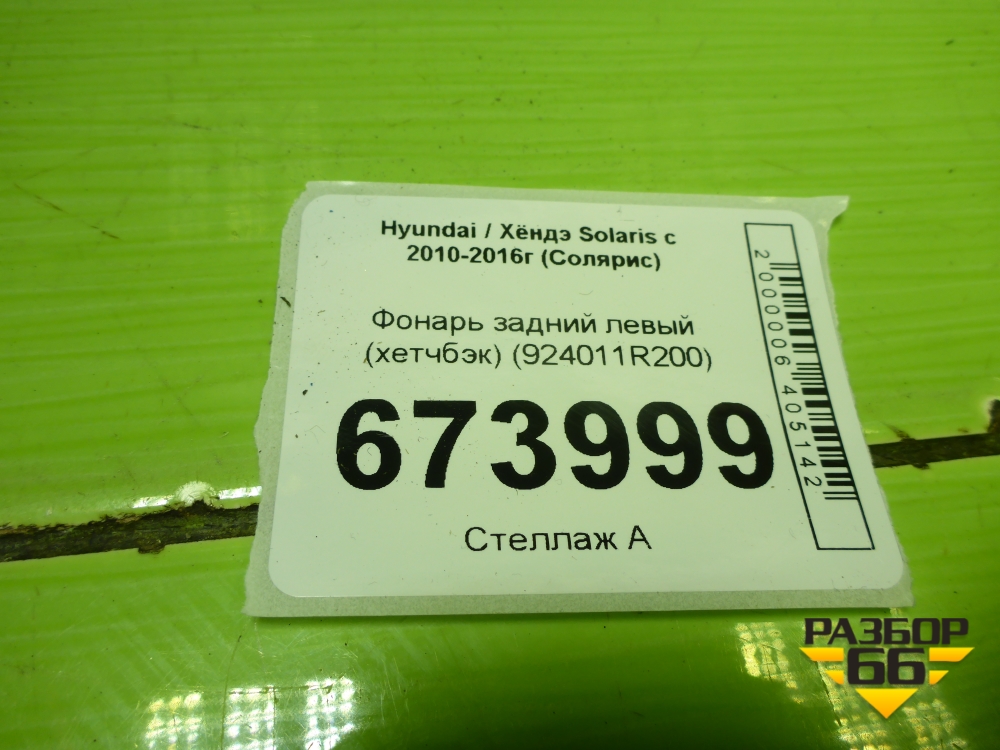 Hyundai / Хёндэ Solaris с
2010-2016г (Солярис)
Фонарь задний левый
(хетчбэк) (924011R200)
673999
Стеллаж А
2000006405142
РАЗБОР
66